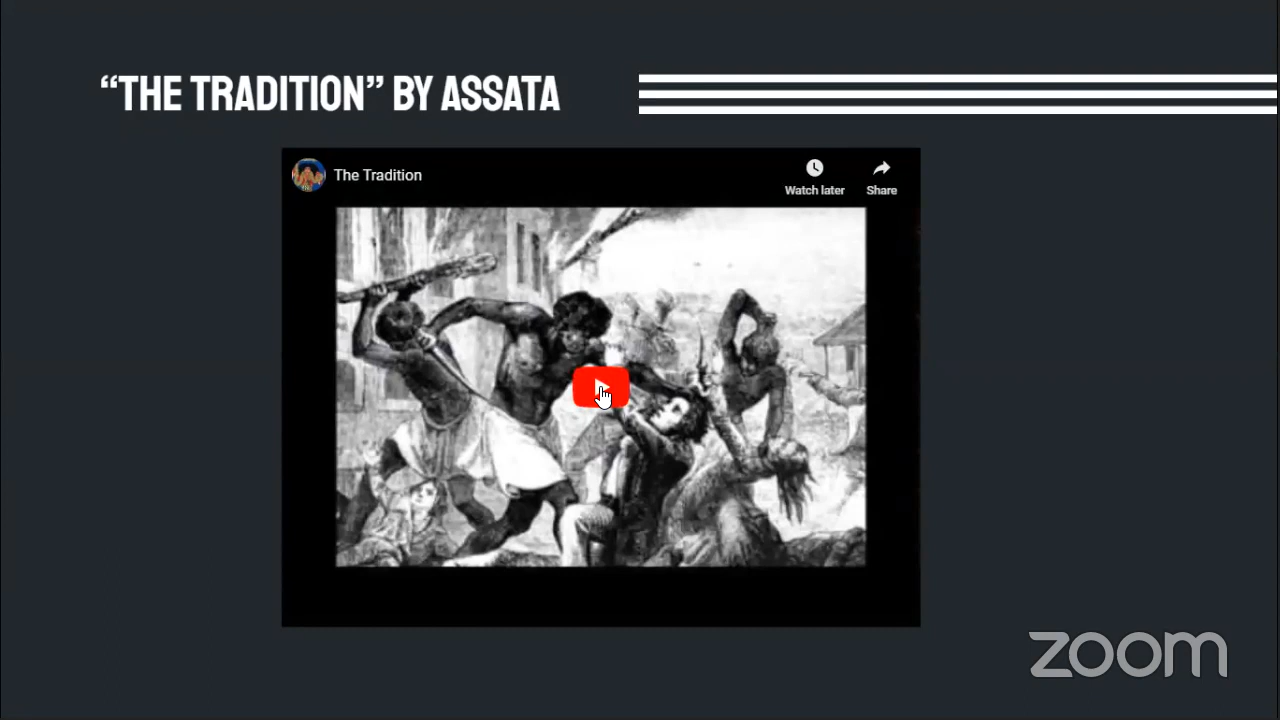 “THE TRADITION” BY ASSATA
The Tradition
Watch later
Share
zoom